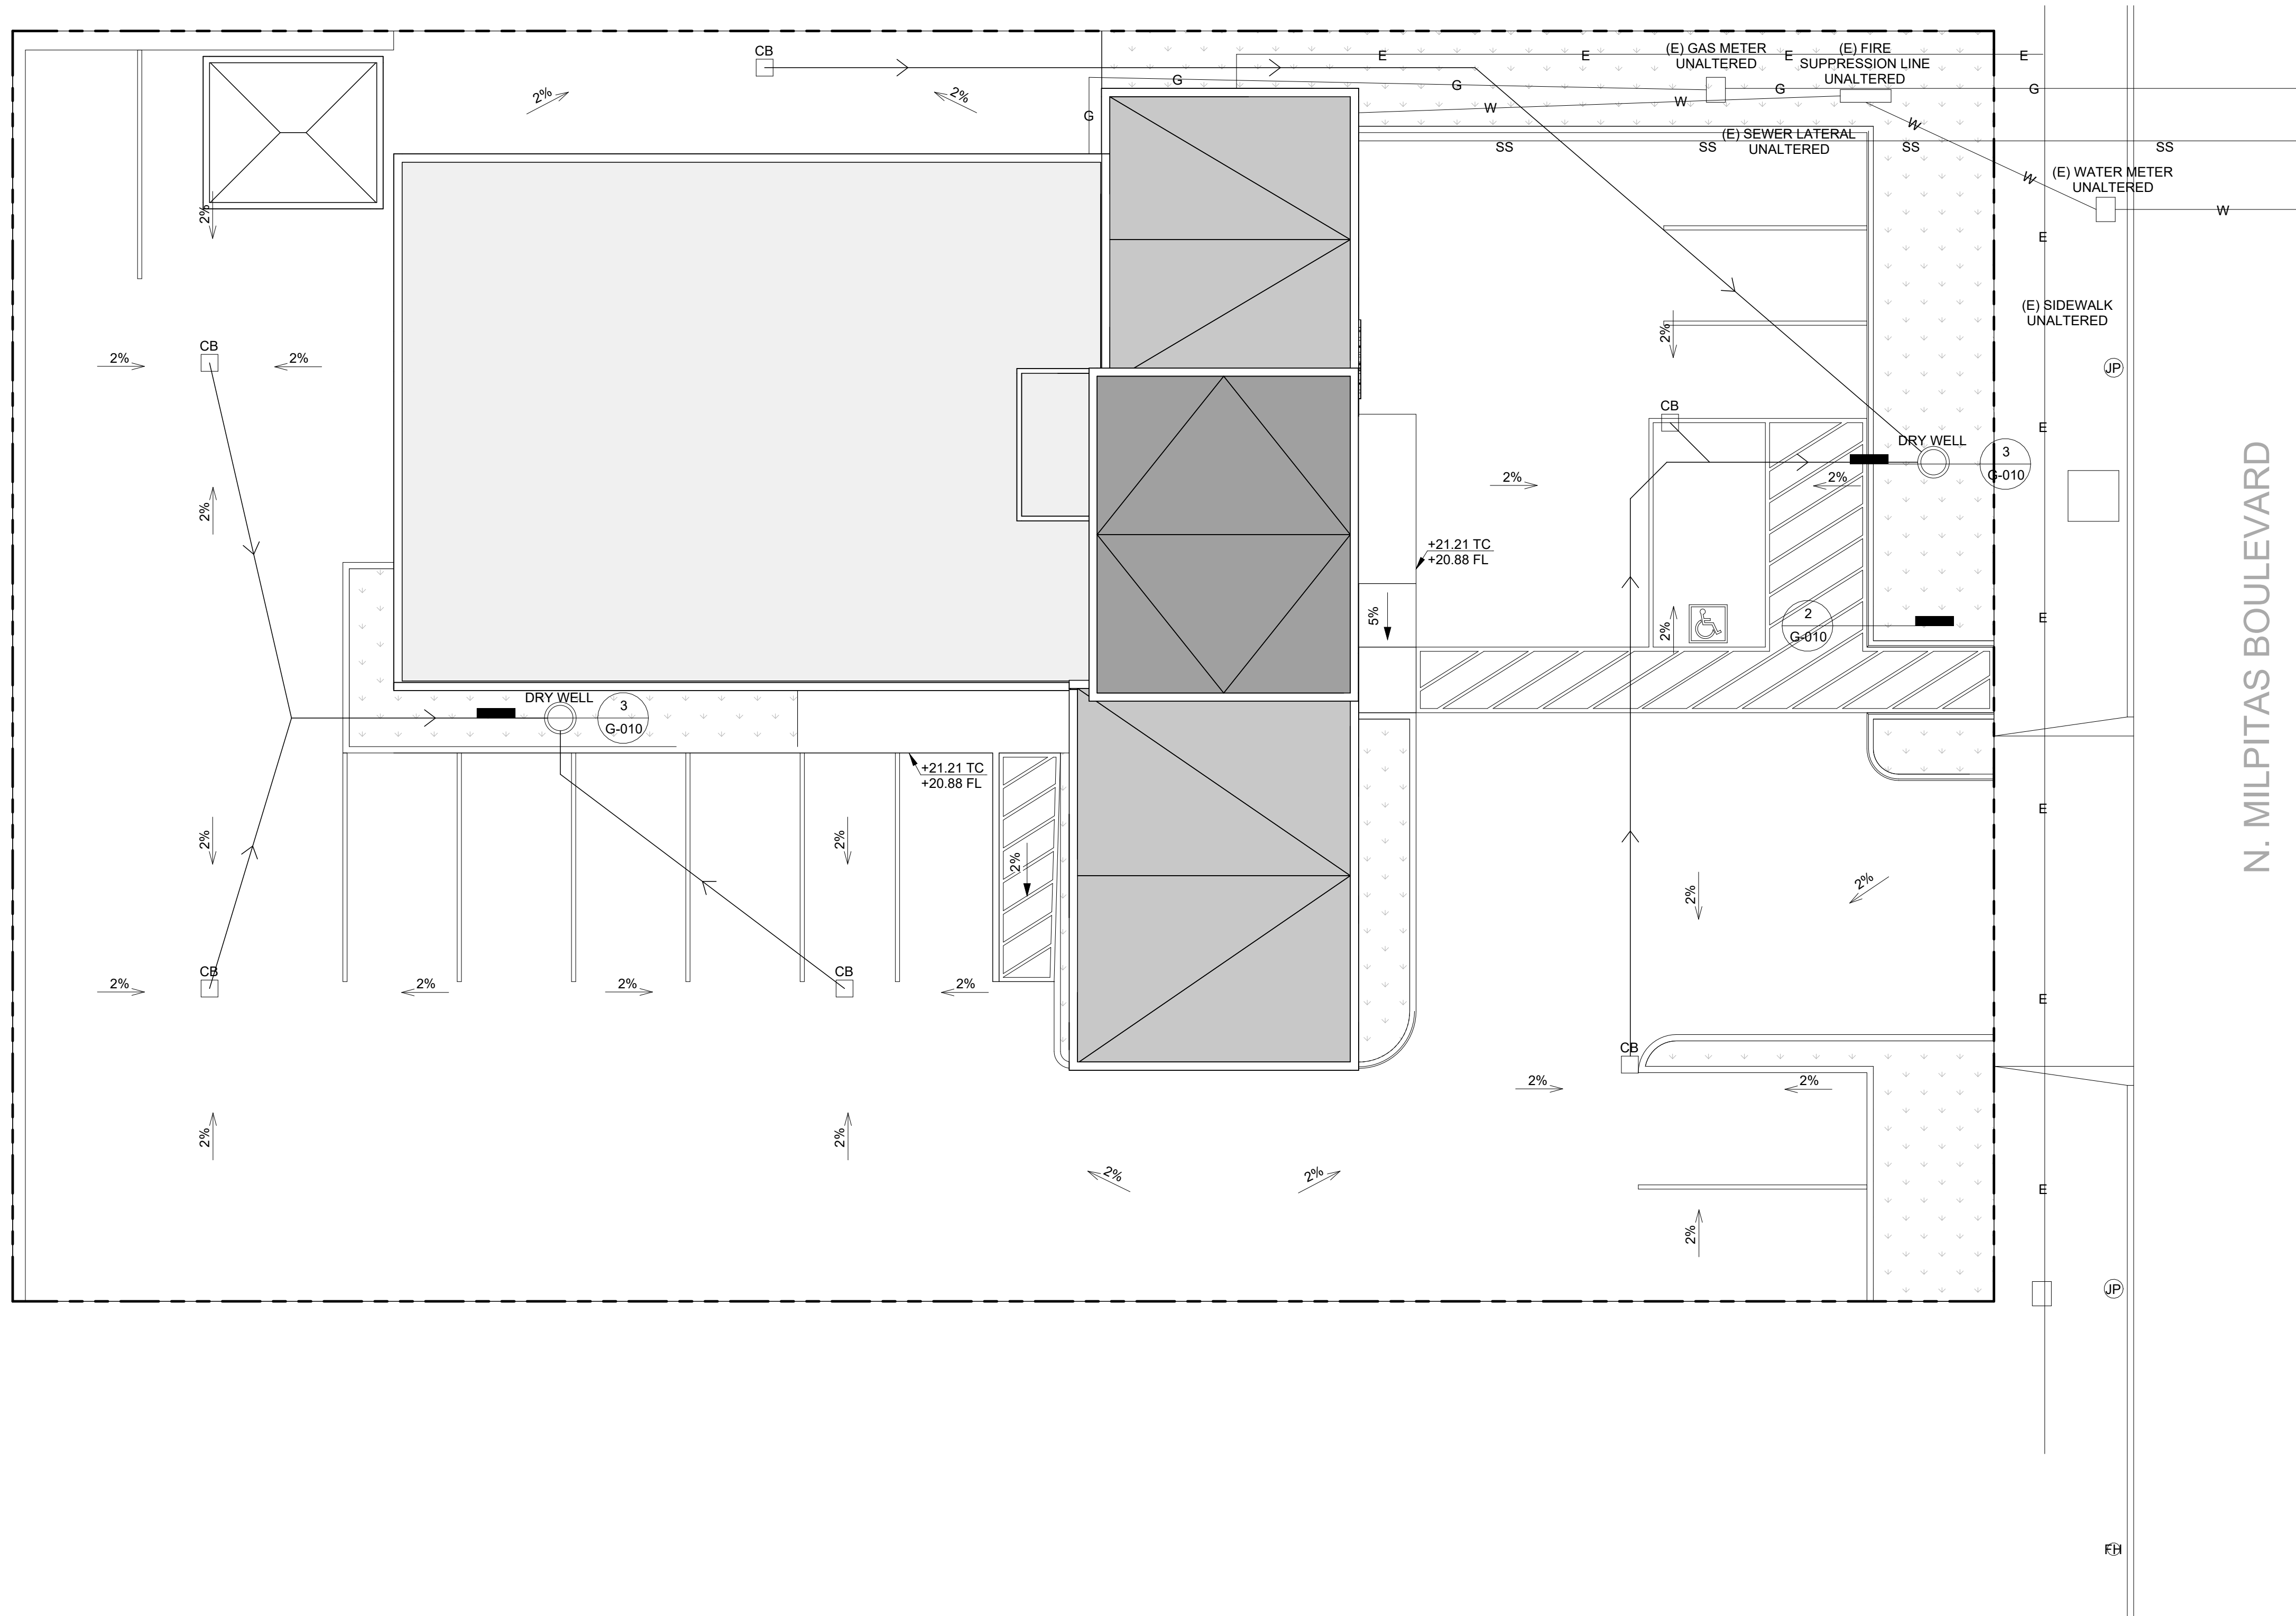 CB
E
E
(E) GAS METER
UNALTERED
E
(E) FIRE
SUPPRESSION LINE
UNALTERED
E
G
G
G
G
G
W
W
W
2%
2%
(E) SEWER LATERAL
UNALTERED
SS
SS
SS
SS
W
(E) WATER METER
UNALTERED
W
2%
E
(E) SIDEWALK
UNALTERED
2%
CB
2%
2%
JP
CB
E
DRY WELL
3
G-010
2%
2%
2%
N. MILPITAS BOULEVARD
+21.21 TC
+20.88 FL
5%
2%
2
G-010
E
DRY WELL
3
G-010
+21.21 TC
+20.88 FL
E
2%
2%
2%
2%
2%
CB
2%
2%
2%
CB
2%
E
CB
2%
2%
2%
2%
2%
2%
E
2%
JP
FH